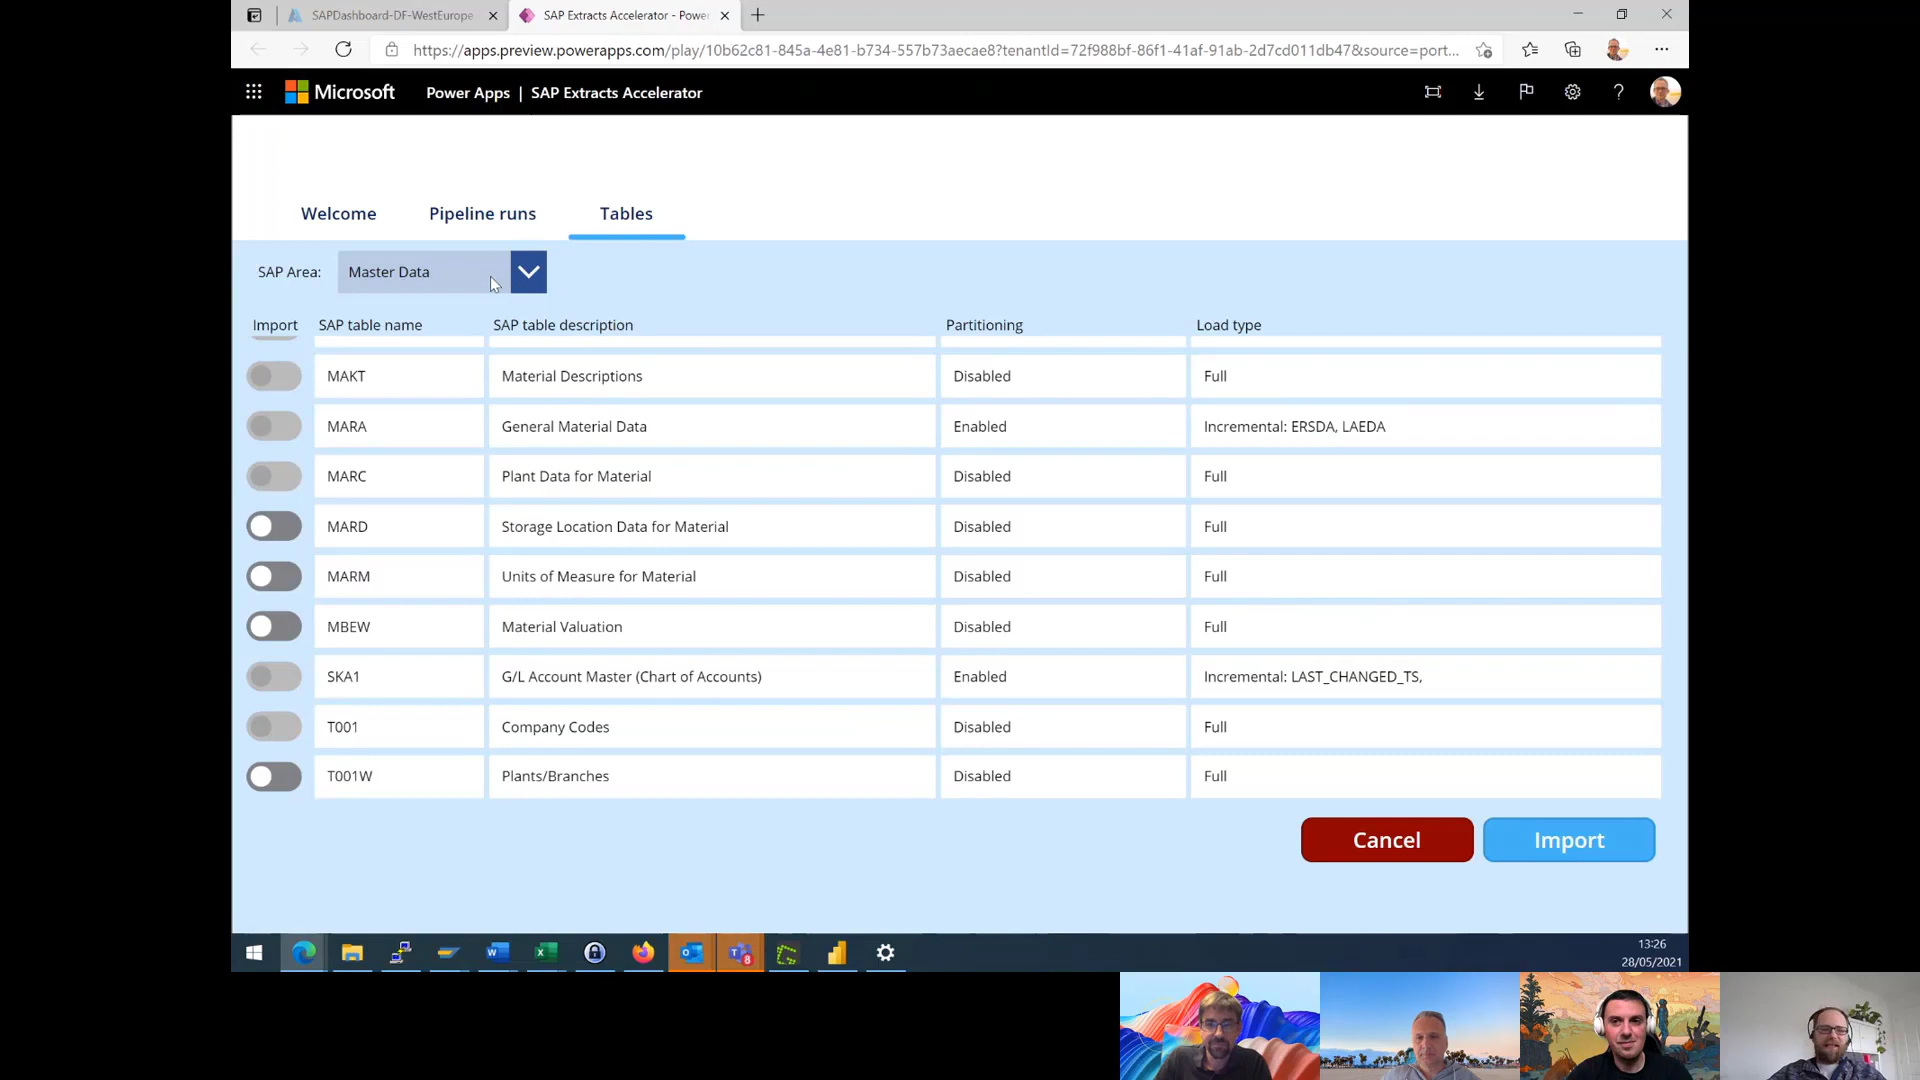 SAPDashboard-DF-WestEurope
SAP Extracts Accelerator - Power
https://apps.preview.powerapps.com/play/10b62c81-845a-4e81-b734-557b73aecae8?tenantId=72f988bf-86f1-41af-91ab-2d7cd011db47&source=port...
Microsoft Power Apps | SAP Extracts Accelerator
Welcome Pipeline runs Tables
SAP Area: Master Data
Import SAP table name SAP table description Partitioning Load type
MAKT Material Descriptions Disabled Full
MARA General Material Data Enabled Incremental: ERSDA, LAEDA
MARC Plant Data for Material Disabled Full
MARD Storage Location Data for Material Disabled Full
MARM Units of Measure for Material Disabled Full
MBEW Material Valuation Disabled Full
SKA1 G/L Account Master (Chart of Accounts) Enabled Incremental: LAST_CHANGED_TS,
T001 Company Codes Disabled Full
T001W Plants/Branches Disabled Full
Cancel Import
8
13:26
28/05/2021